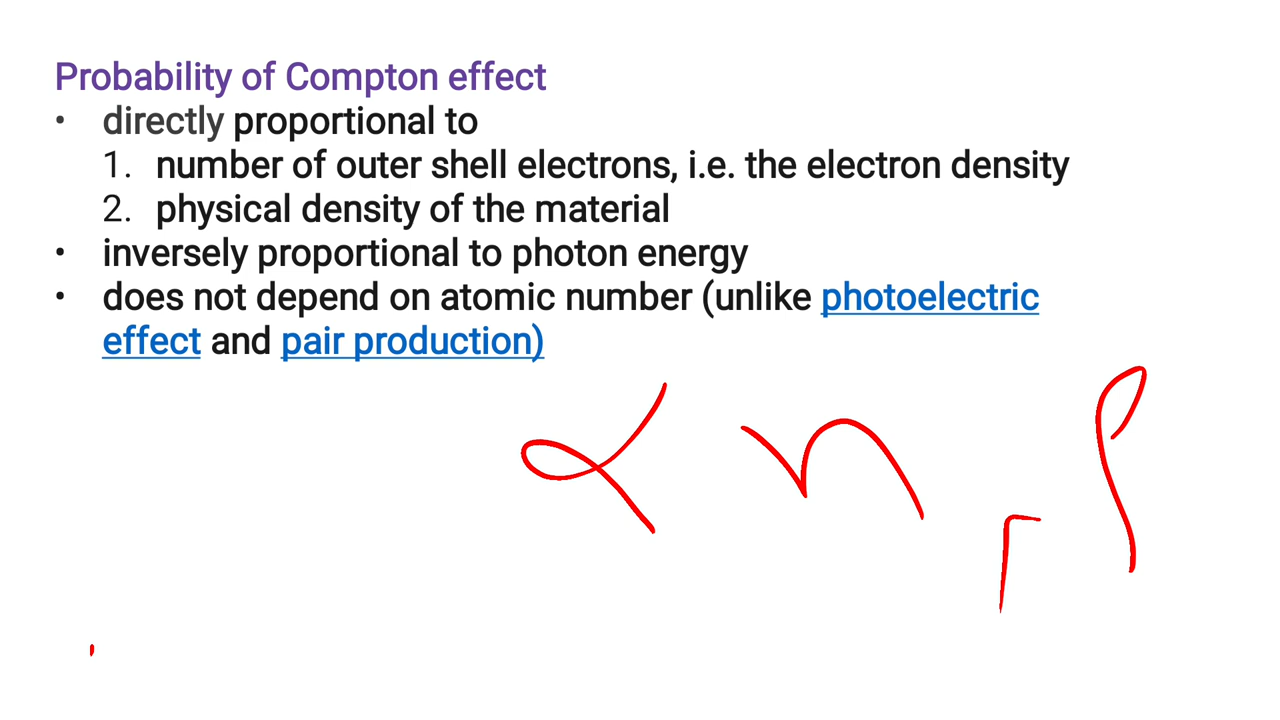 Probability of Compton effect
• directly proportional to
1. number of outer shell electrons, i.e. the electron density
2. physical density of the material
• inversely proportional to photon energy
• does not depend on atomic number (unlike photoelectric
effect and pair production)
∝ n , ρ